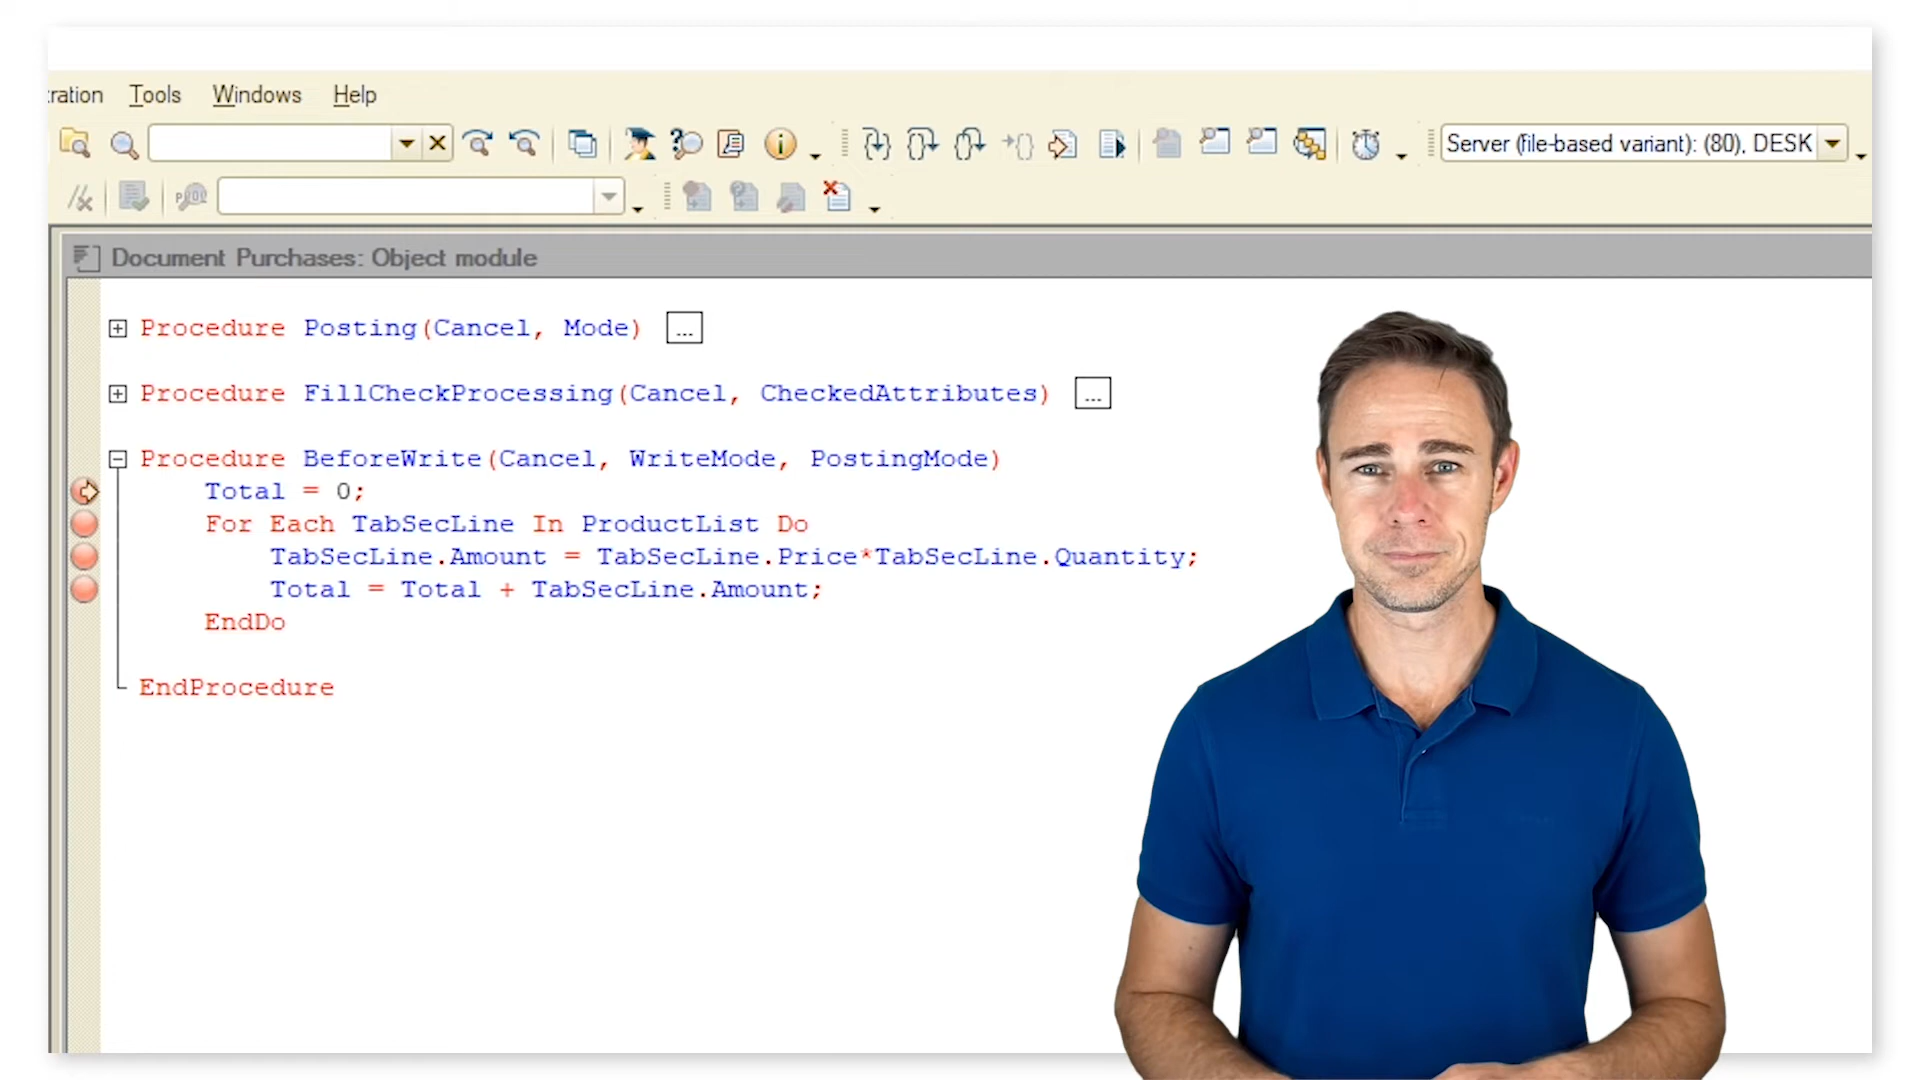 ration Tools Windows Help
Server (file-based variant): (80), DESK
Document Purchases: Object module
Procedure Posting(Cancel, Mode) ...
Procedure FillCheckProcessing(Cancel, CheckedAttributes) ...
Procedure BeforeWrite(Cancel, WriteMode, PostingMode)
Total = 0;
For Each TabSecLine In ProductList Do
TabSecLine.Amount = TabSecLine.Price*TabSecLine.Quantity;
Total = Total + TabSecLine.Amount;
EndDo
EndProcedure